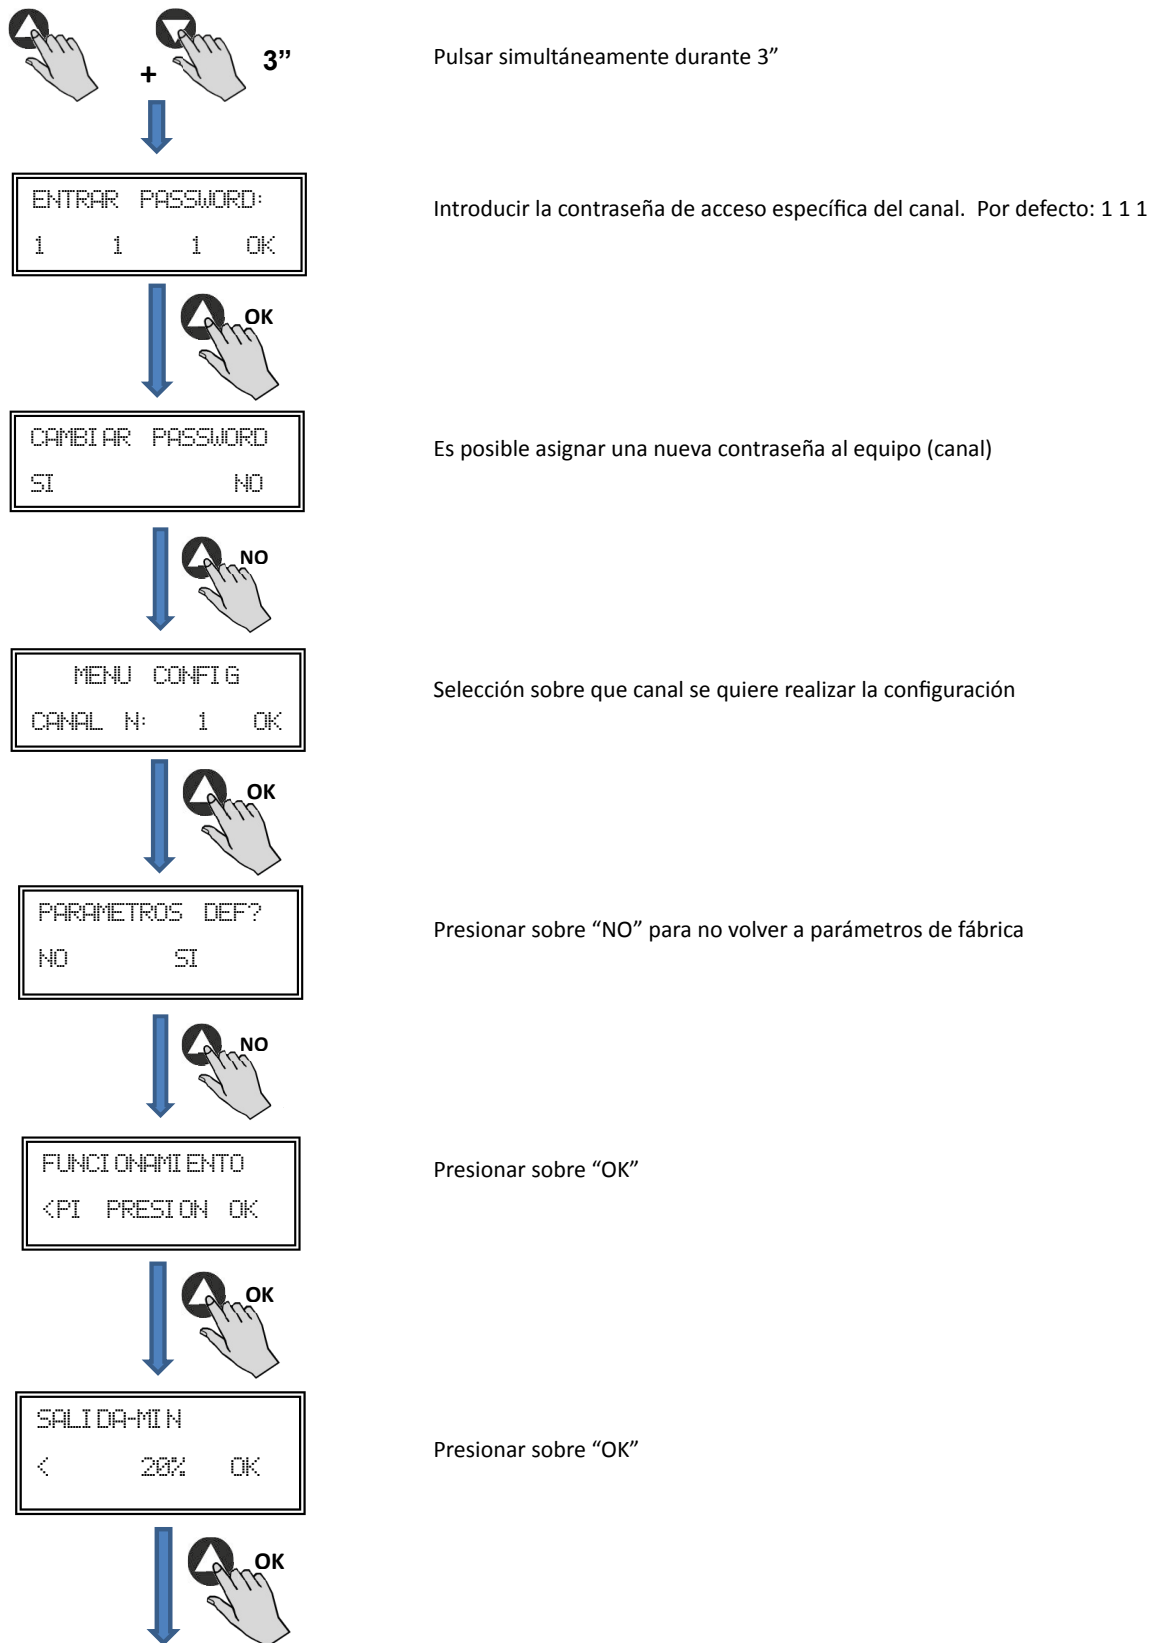 +
3”
Pulsar simultáneamente durante 3”
ENTRAR PASSWORD:
1 1 1 OK
Introducir la contraseña de acceso específica del canal. Por defecto: 1 1 1
OK
CAMBIAR PASSWORD
SI NO
Es posible asignar una nueva contraseña al equipo (canal)
NO
MENU CONFIG
CANAL N: 1 OK
Selección sobre que canal se quiere realizar la configuración
OK
PARAMETROS DEF?
NO SI
Presionar sobre “NO” para no volver a parámetros de fábrica
NO
FUNCIONAMIENTO
<PI PRESION OK
Presionar sobre “OK”
OK
SALIDA-MIN
< 20% OK
Presionar sobre “OK”
OK